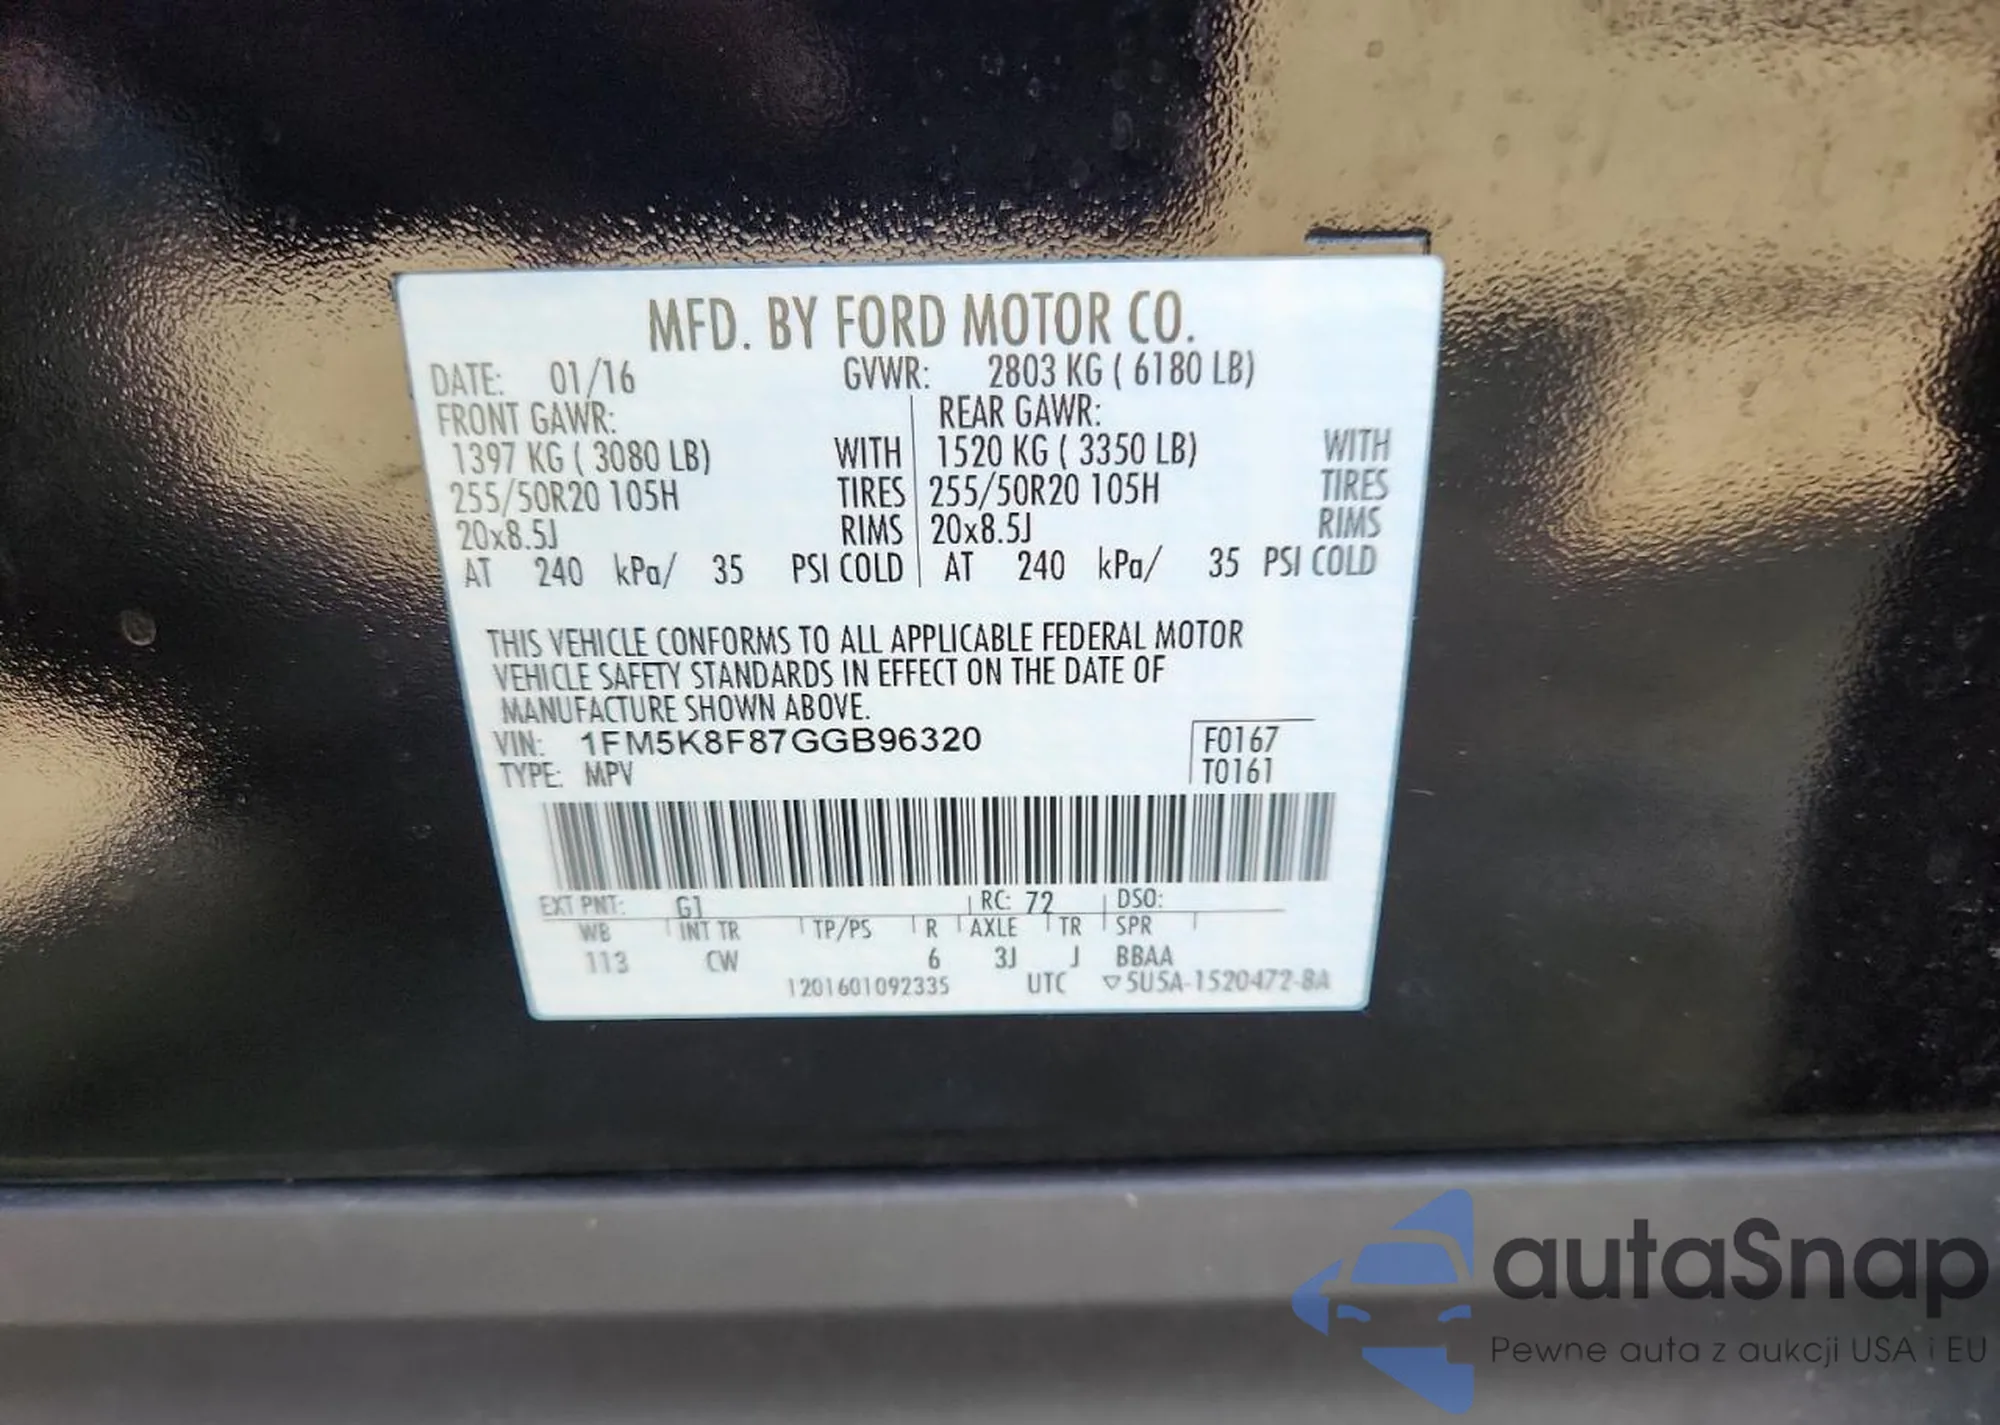 MFD. BY FORD MOTOR CO.
DATE: 01/16 GVWR: 2803 KG ( 6180 LB)
FRONT GAWR: REAR GAWR:
1397 KG ( 3080 LB) WITH 1520 KG ( 3350 LB) WITH
255/50R20 105H TIRES 255/50R20 105H TIRES
20x8.5J RIMS 20x8.5J RIMS
AT 240 kPa/ 35 PSI COLD AT 240 kPa/ 35 PSI COLD
THIS VEHICLE CONFORMS TO ALL APPLICABLE FEDERAL MOTOR
VEHICLE SAFETY STANDARDS IN EFFECT ON THE DATE OF
MANUFACTURE SHOWN ABOVE.
VIN: 1FM5K8F87GGB96320 F0167
TYPE: MPV T0161
EXT PNT: G1 RC: 72 DSO:
WB INT TR TP/PS R AXLE TR SPR
113 CW 6 3J J BBAA
1201601092335 UTC ▽5U5A-1520472-8A
autaSnap
Pewne auta z aukcji USA i EU